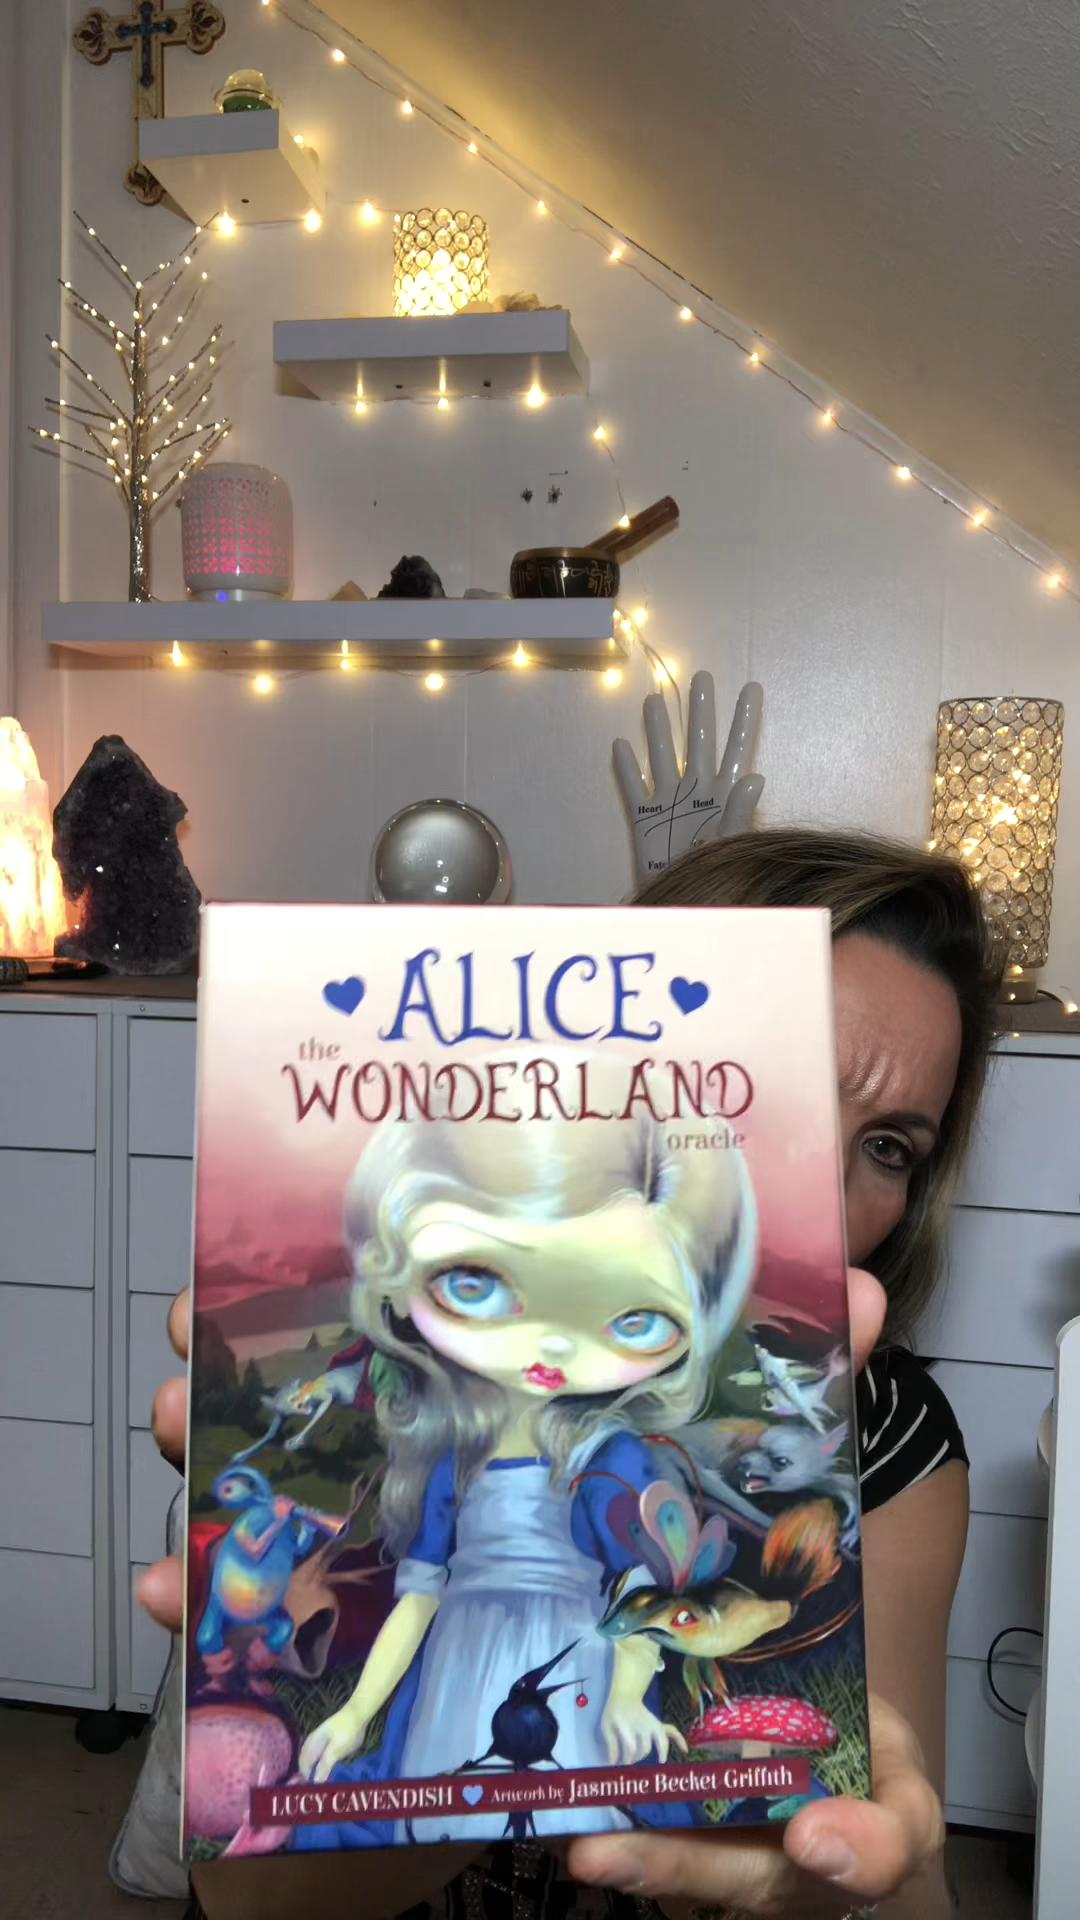 Heart Head
Fate
ALICE
the
WONDERLAND
oracle
LUCY CAVENDISH Artwork by Jasmine Becket-Griffith